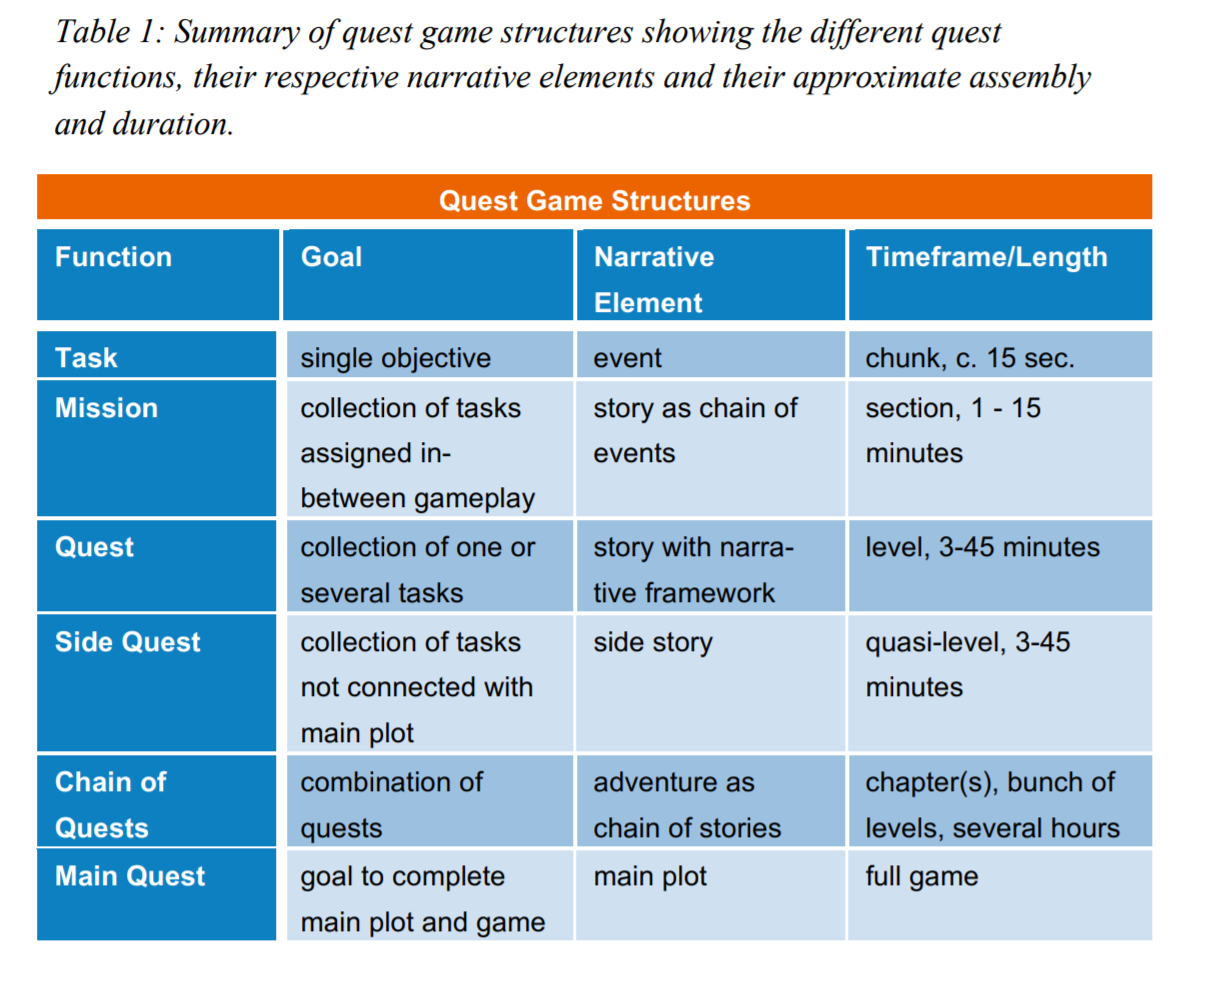 Table 1: Summary of quest game structures showing the different quest
functions, their respective narrative elements and their approximate assembly
and duration.
Quest Game Structures
Function
Goal
Narrative
Element
Timeframe/Length
Task
single objective
event
chunk, c. 15 sec.
Mission
collection of tasks
assigned in-
between gameplay
story as chain of
events
section, 1 - 15
minutes
Quest
collection of one or
several tasks
story with narra-
tive framework
level, 3-45 minutes
Side Quest
collection of tasks
not connected with
main plot
side story
quasi-level, 3-45
minutes
Chain of
Quests
combination of
quests
adventure as
chain of stories
chapter(s), bunch of
levels, several hours
Main Quest
goal to complete
main plot and game
main plot
full game